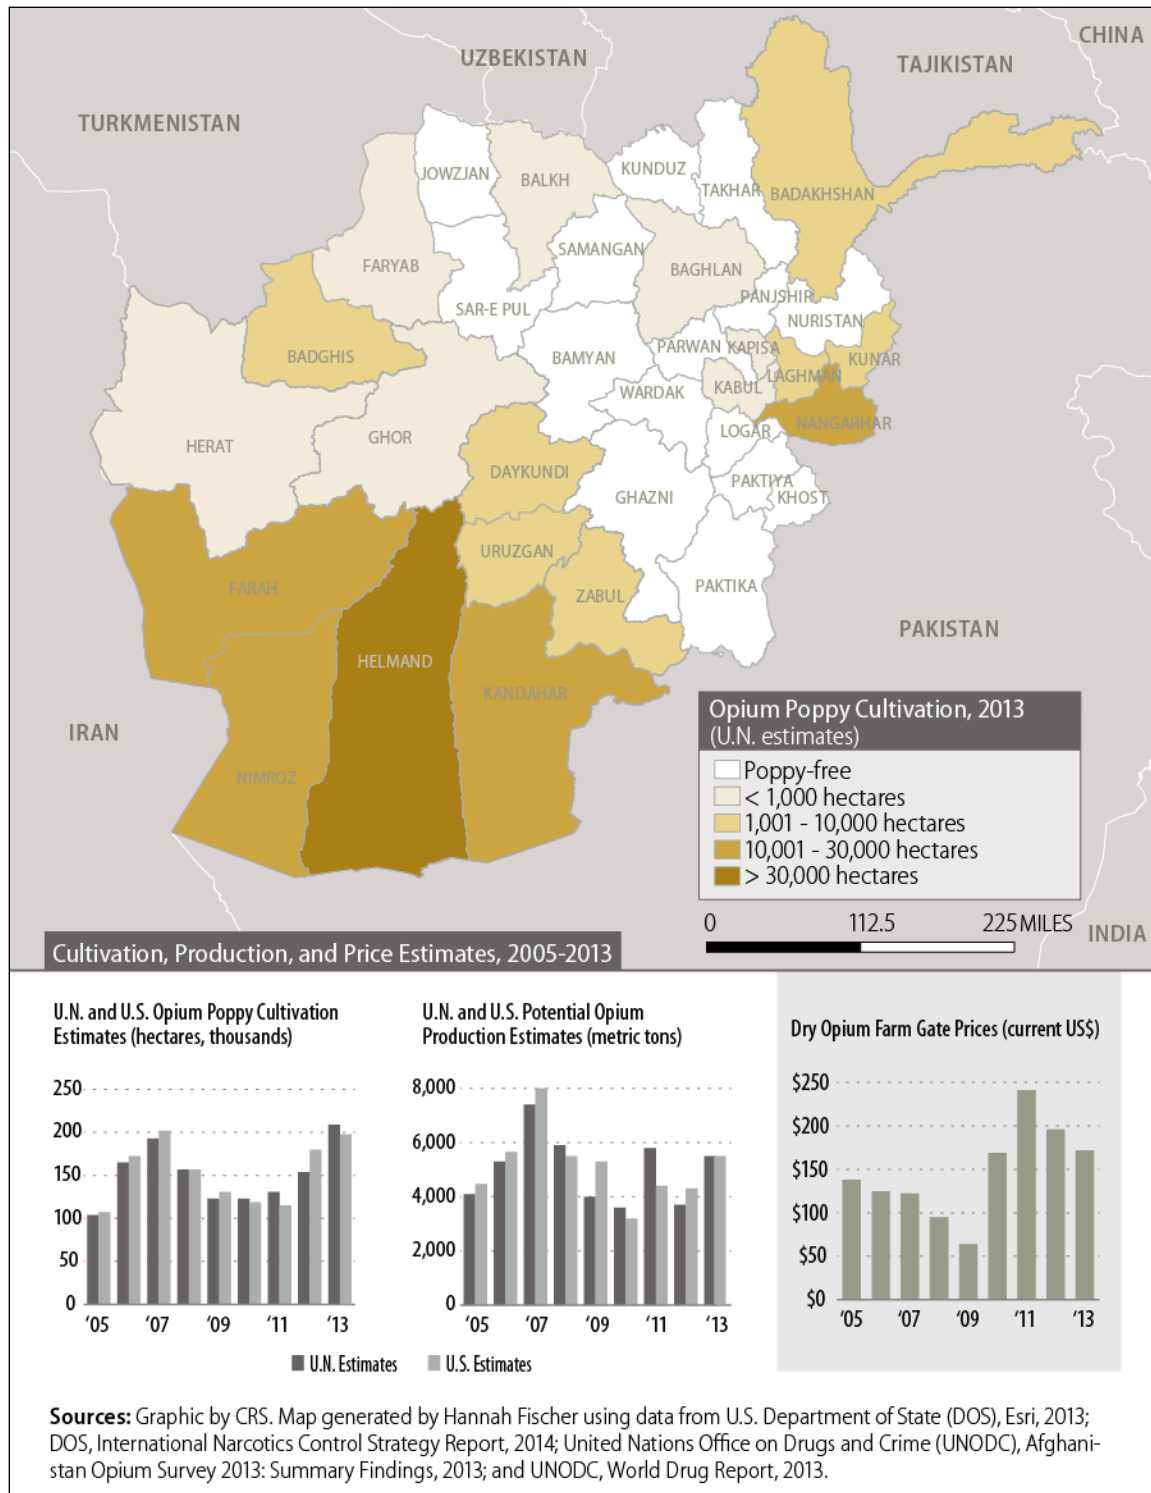 CHINA
UZBEKISTAN
TAJIKISTAN
TURKMENISTAN
JOWZJAN
BALKH
KUNDUZ
TAKHAR
BADAKHSHAN
FARYAB
SAMANGAN
BAGHLAN
SAR-E PUL
PANJSHIR
NURISTAN
BADGHIS
BAMYAN
PARWAN
KAPISA
KUNAR
LAGHMAN
WARDAK
KABUL
HERAT
GHOR
LOGAR
NANGARHAR
DAYKUNDI
GHAZNI
PAKTIYA
KHOST
URUZGAN
FARAH
ZABUL
PAKTIKA
HELMAND
KANDAHAR
PAKISTAN
IRAN
NIMROZ
Opium Poppy Cultivation, 2013
(U.N. estimates)
Poppy-free
< 1,000 hectares
1,001 - 10,000 hectares
10,001 - 30,000 hectares
> 30,000 hectares
0 112.5 225 MILES
INDIA
Cultivation, Production, and Price Estimates, 2005-2013
U.N. and U.S. Opium Poppy Cultivation
Estimates (hectares, thousands)
250
200
150
100
50
0
‘05 ‘07 ‘09 ‘11 ‘13
U.N. and U.S. Potential Opium
Production Estimates (metric tons)
8,000
6,000
4,000
2,000
0
‘05 ‘07 ‘09 ‘11 ‘13
U.N. Estimates U.S. Estimates
Dry Opium Farm Gate Prices (current US$)
$250
$200
$150
$100
$50
$0
‘05 ‘07 ‘09 ‘11 ‘13
Sources: Graphic by CRS. Map generated by Hannah Fischer using data from U.S. Department of State (DOS), Esri, 2013;
DOS, International Narcotics Control Strategy Report, 2014; United Nations Office on Drugs and Crime (UNODC), Afghani-
stan Opium Survey 2013: Summary Findings, 2013; and UNODC, World Drug Report, 2013.